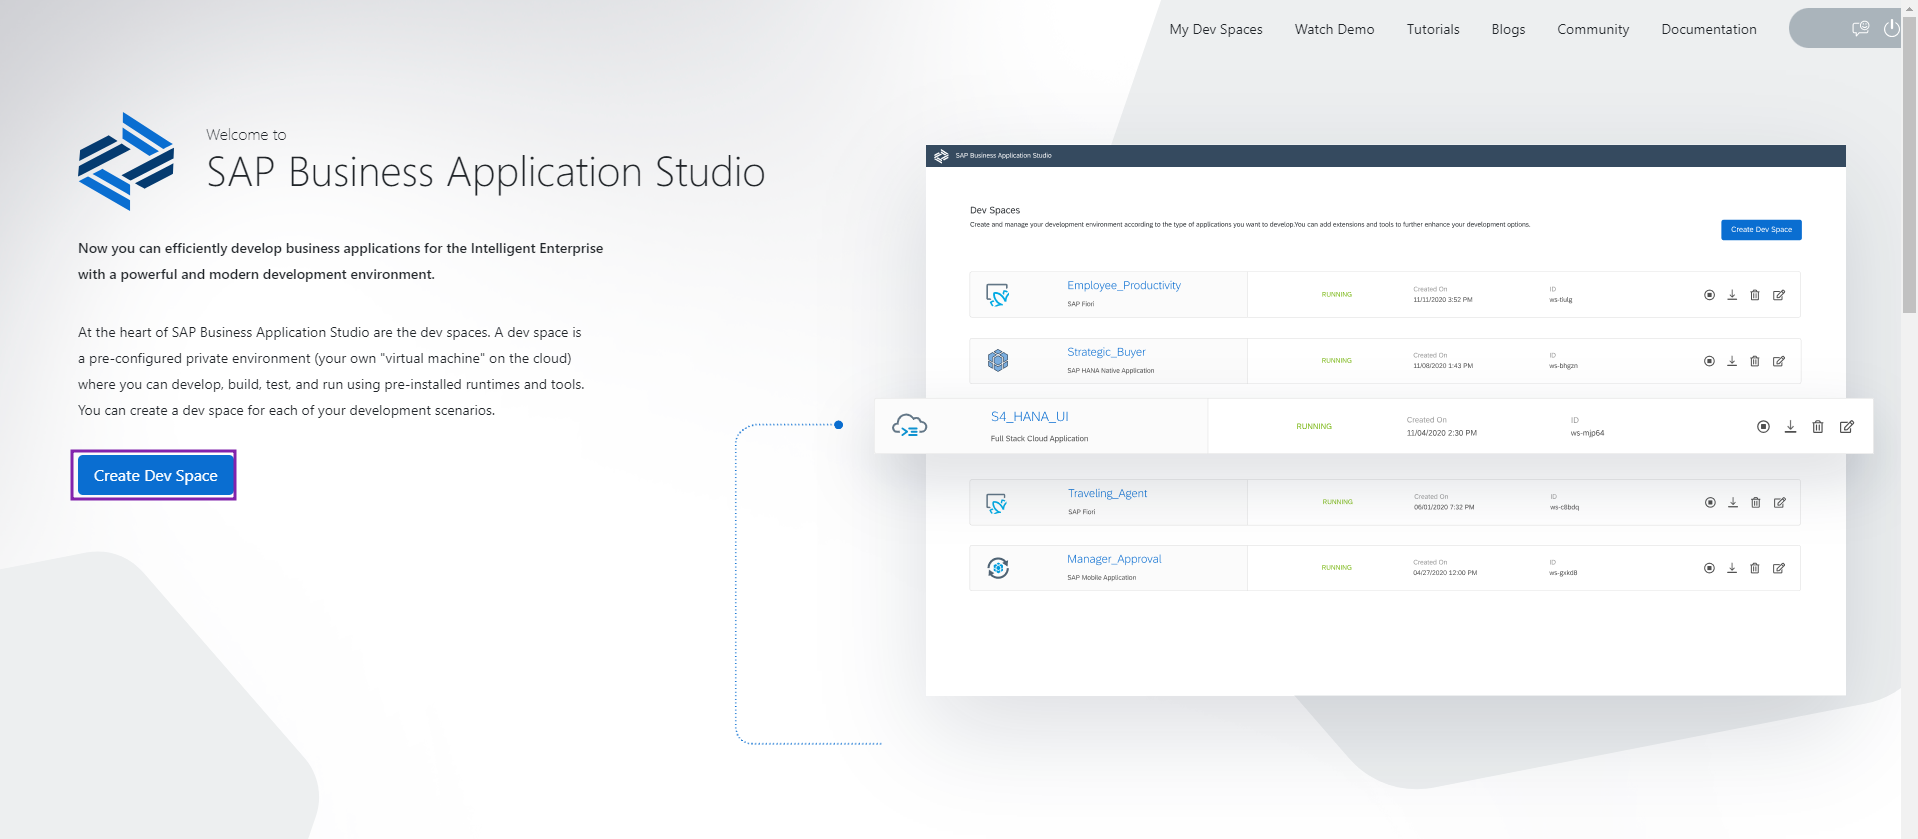 My Dev Spaces Watch Demo Tutorials Blogs Community Documentation
Welcome to
SAP Business Application Studio
Now you can efficiently develop business applications for the Intelligent Enterprise
with a powerful and modern development environment.
At the heart of SAP Business Application Studio are the dev spaces. A dev space is
a pre-configured private environment (your own "virtual machine" on the cloud)
where you can develop, build, test, and run using pre-installed runtimes and tools.
You can create a dev space for each of your development scenarios.
Create Dev Space
SAP Business Application Studio
Dev Spaces
Create and manage your development environment according to the type of applications you want to develop.You can add extensions and tools to further enhance your development options.
Create Dev Space
Employee_Productivity
SAP Fiori
RUNNING
Created On
11/11/2020 3:52 PM
ID
Strategic_Buyer
SAP HANA Native Application
RUNNING
Created On
11/08/2020 1:43 PM
ID
ws-bhgzn
S4_HANA_UI
Full Stack Cloud Application
RUNNING
Created On
11/04/2020 2:30 PM
ID
ws-mjp64
Traveling_Agent
SAP Fiori
RUNNING
Created On
06/01/2020 7:32 PM
ID
ws-c8bdq
Manager_Approval
SAP Mobile Application
RUNNING
Created On
04/27/2020 12:00 PM
ID
ws-gxkd8